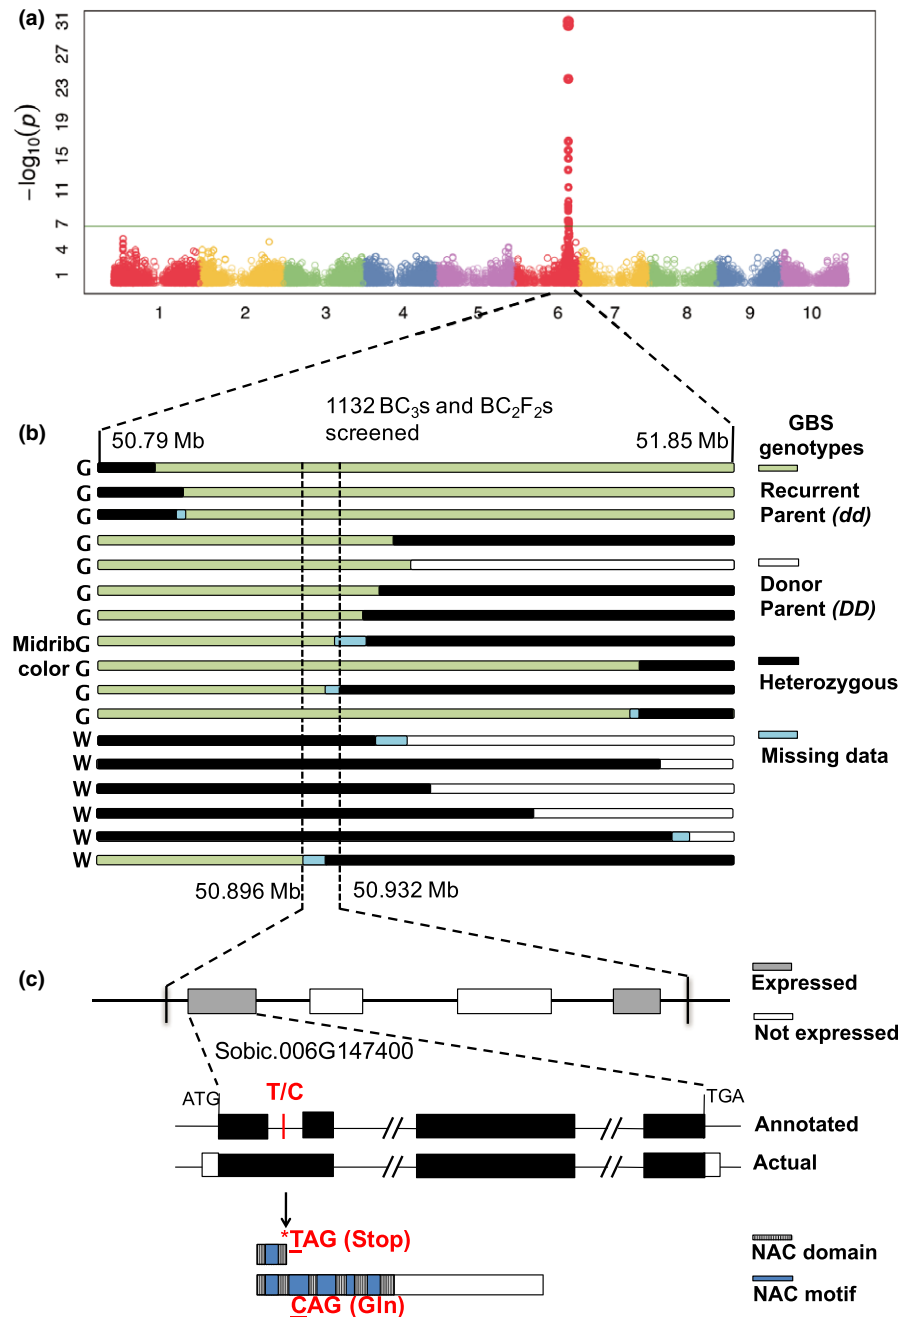 (a)
31
27
23
19
15
11
7
4
1
−log10(p)
1 2 3 4 5 6 7 8 9 10
1132 BC3s and BC2F2s
screened
(b)
50.79 Mb
51.85 Mb
GBS
genotypes
Recurrent
Parent (dd)
Donor
Parent (DD)
Heterozygous
Missing data
G
G
G
G
G
G
G
Midrib G
color G
G
G
W
W
W
W
W
W
50.896 Mb
50.932 Mb
(c)
Expressed
Not expressed
Sobic.006G147400
ATG
T/C
TGA
Annotated
Actual
*TAG (Stop)
CAG (Gln)
NAC domain
NAC motif